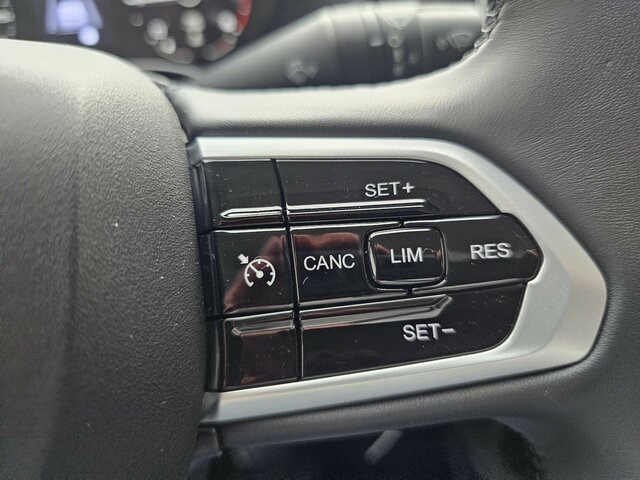 SET+
CANC LIM RES
SET-